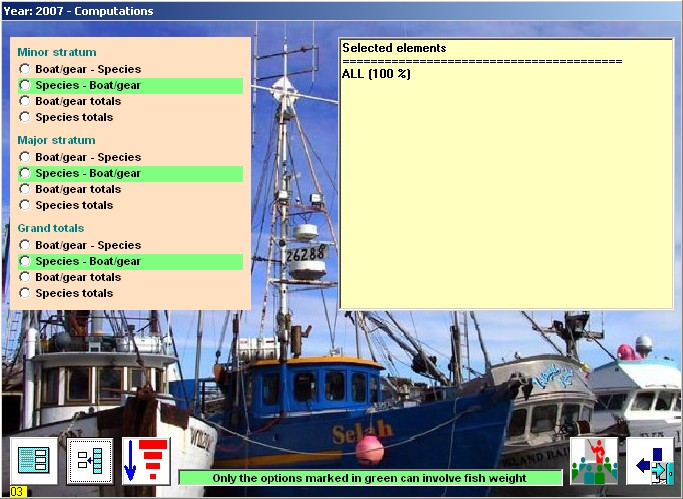 Year: 2007 - Computations
Minor stratum
Boat/gear - Species
Species - Boat/gear
Boat/gear totals
Species totals
Major stratum
Boat/gear - Species
Species - Boat/gear
Boat/gear totals
Species totals
Grand totals
Boat/gear - Species
Species - Boat/gear
Boat/gear totals
Species totals
Selected elements
========================================
ALL (100 %)
26288
Selah
Only the options marked in green can involve fish weight
03